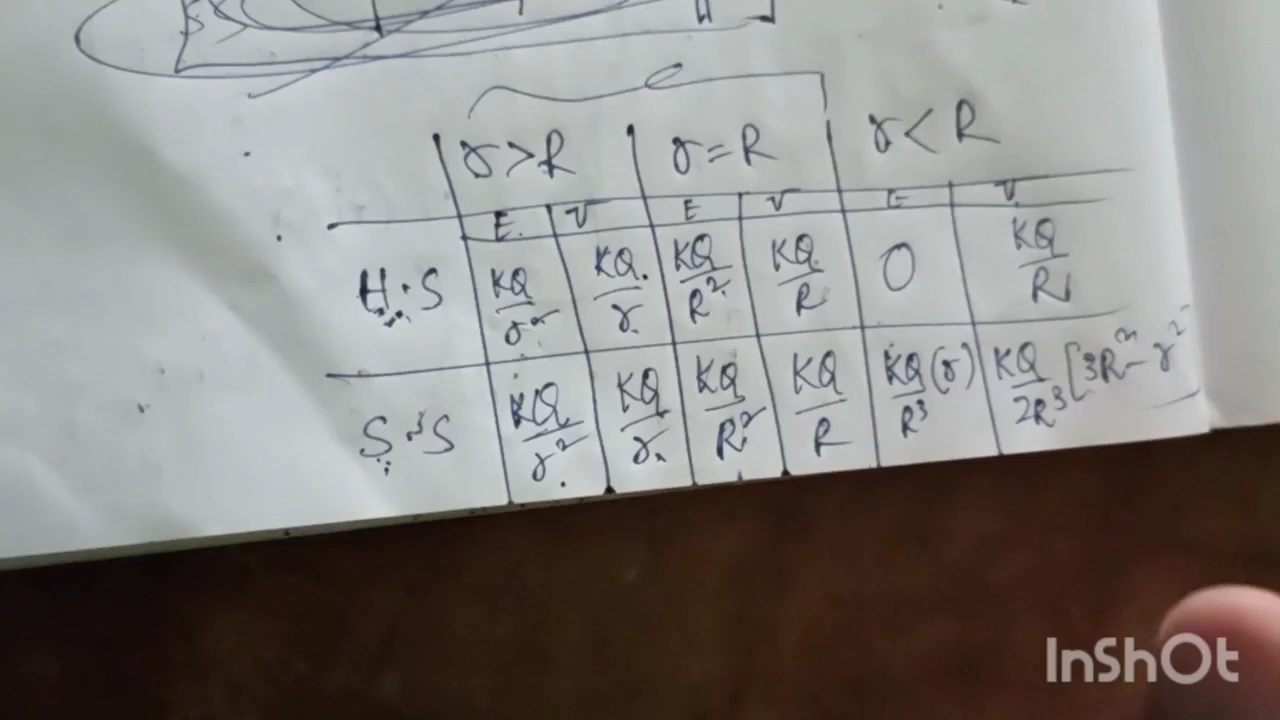 r > R r = R r < R
E. V E V E V
H.S KQ/r² KQ/r KQ/R² KQ/R 0 KQ/R
S.S KQ/r² KQ/r KQ/R² KQ/R KQ/R³ (r) KQ/2R³ [3R² - r²
InShOt